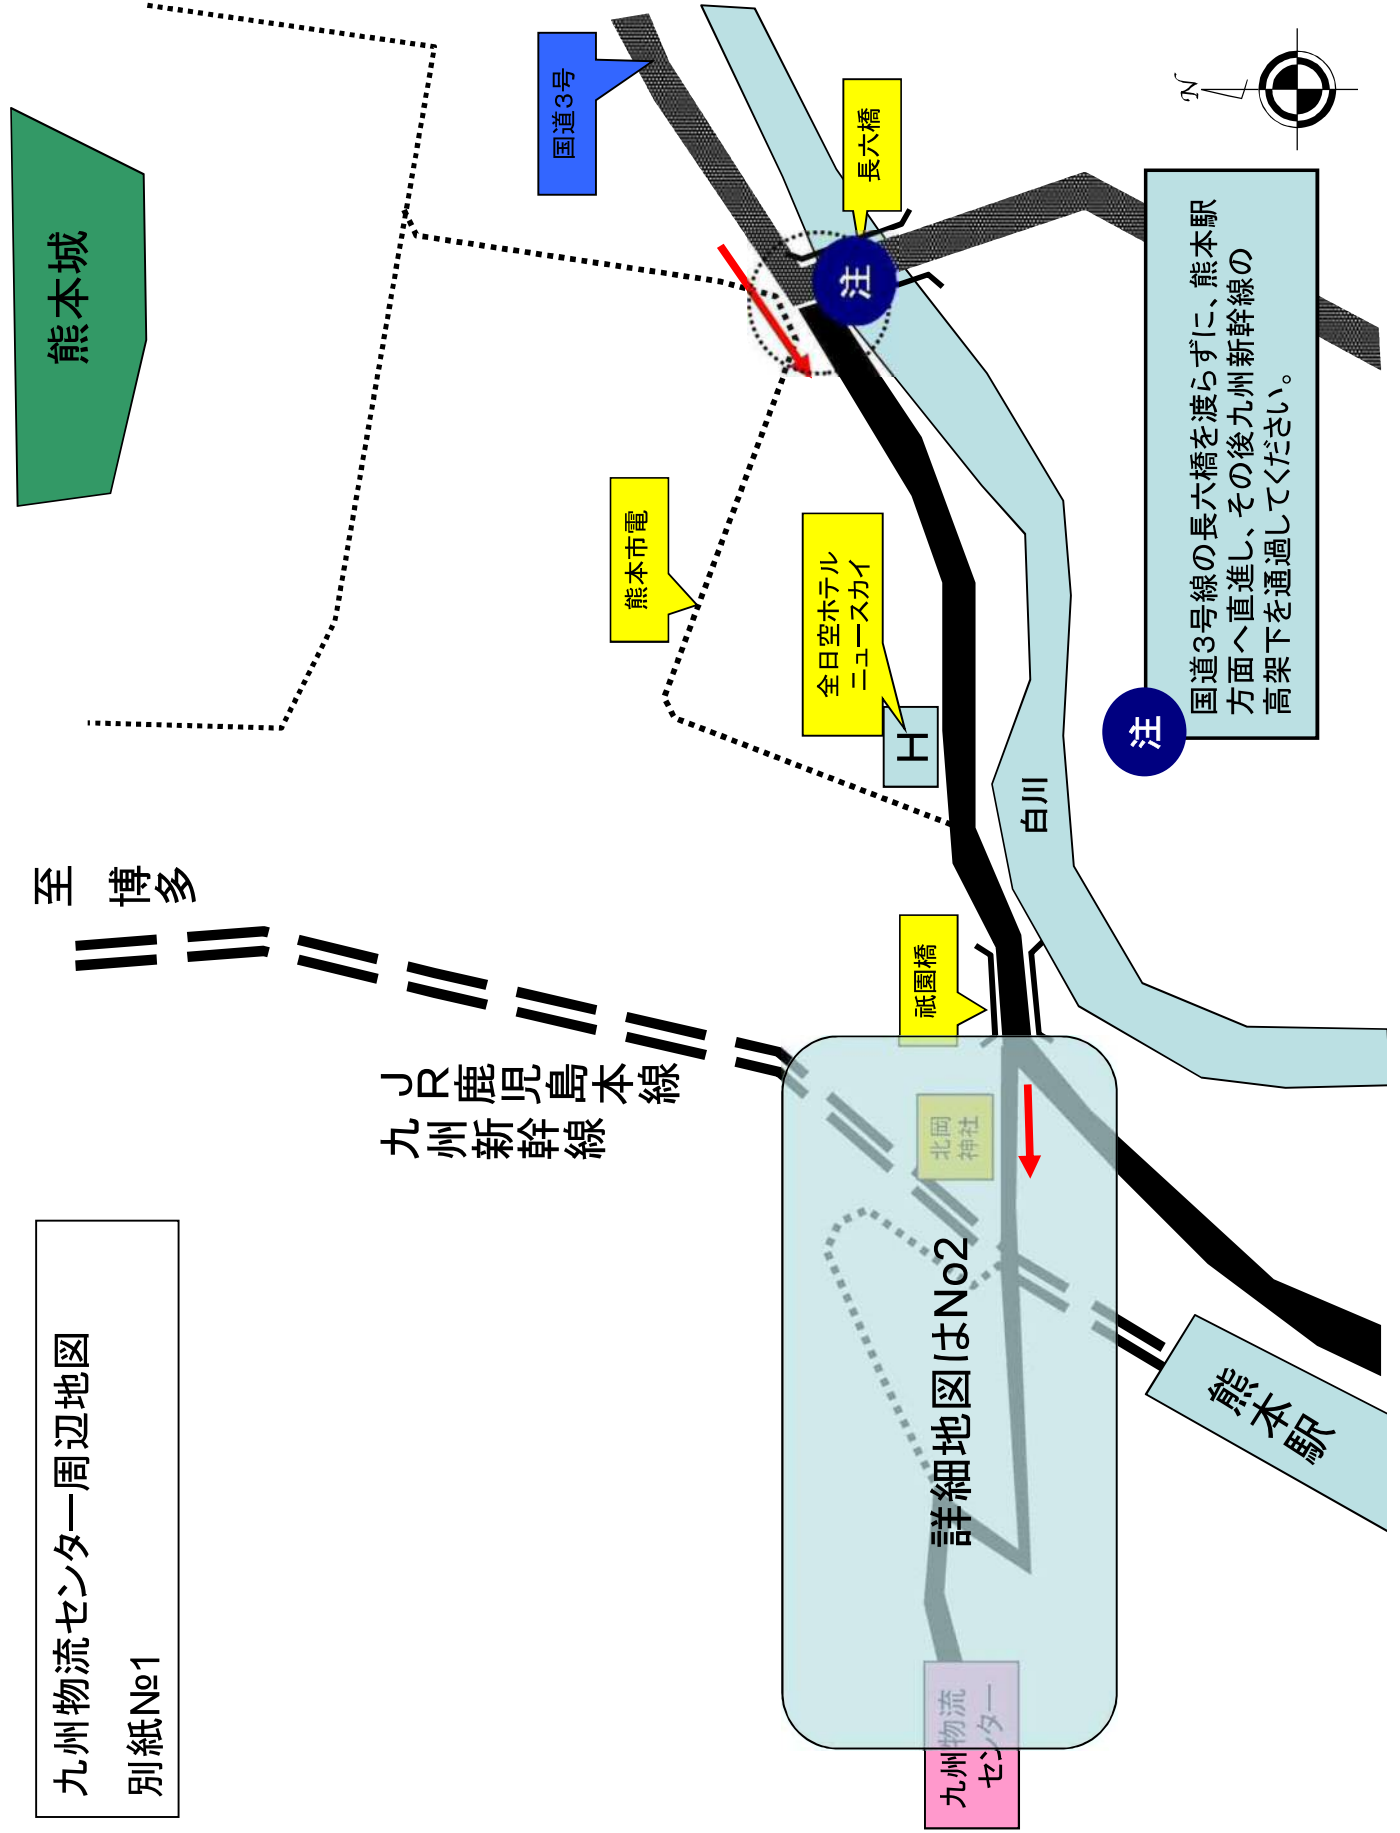 九州物流センター周辺地図
別紙№1
至 博多
JR鹿児島本線
九州新幹線
熊本城
国道3号
長六橋
熊本市電
全日空ホテル
ニュースカイ
H
注
祇園橋
白川
北岡
神社
詳細地図はNo2
九州物流
センター
熊本駅
注
国道3号線の長六橋を渡らずに、熊本駅
方面へ直進し、その後九州新幹線の
高架下を通過してください。
N